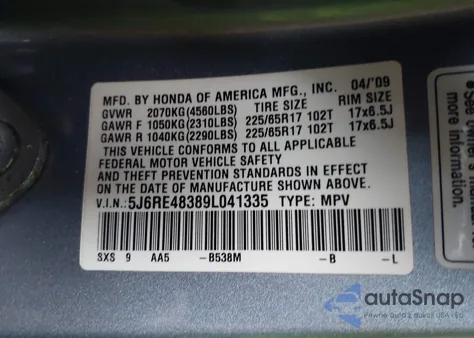 MFD. BY HONDA OF AMERICA MFG., INC. 04/'09
GVWR 2070KG(4560LBS) TIRE SIZE RIM SIZE
GAWR F 1050KG(2310LBS) 225/65R17 102T 17x6.5J
GAWR R 1040KG(2290LBS) 225/65R17 102T 17x6.5J
THIS VEHICLE CONFORMS TO ALL APPLICABLE
FEDERAL MOTOR VEHICLE SAFETY
AND THEFT PREVENTION STANDARDS IN EFFECT ON
THE DATE OF MANUFACTURE SHOWN ABOVE.
V.I.N.: 5J6RE48389L041335 TYPE: MPV
SXS 9 AA5 -B538M -B -L
autoSnap